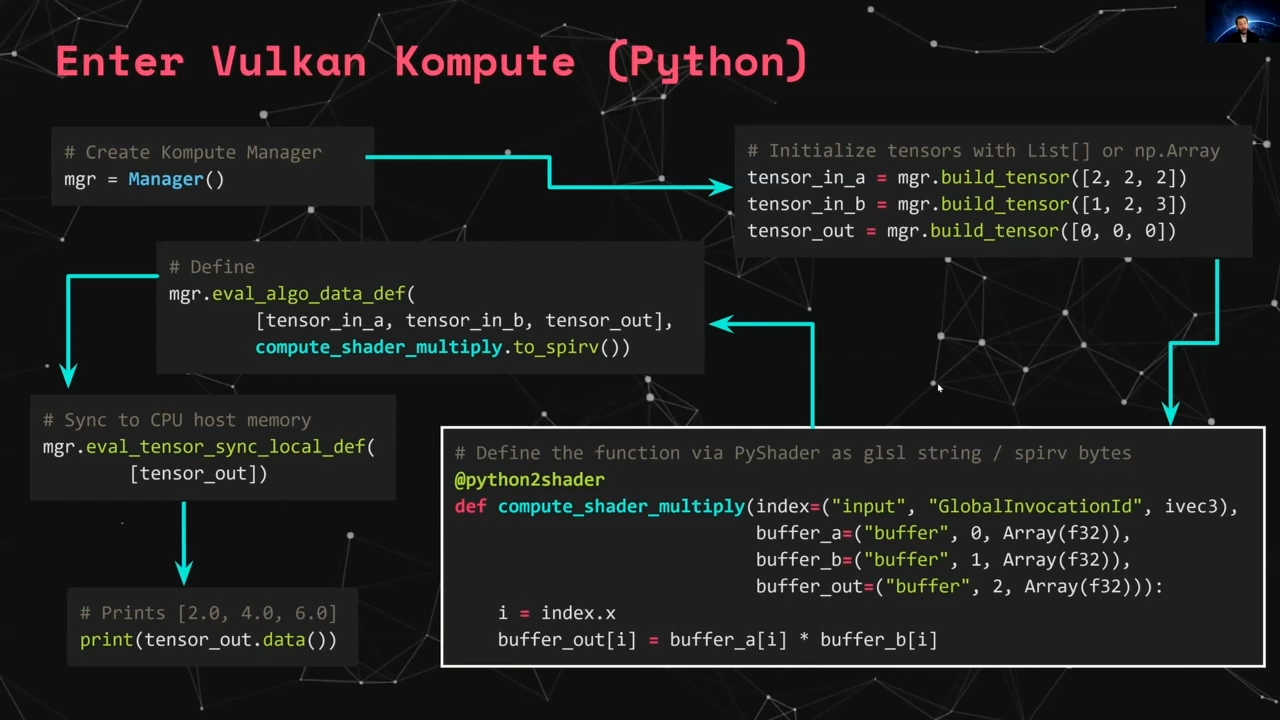 Enter Vulkan Kompute (Python)
# Create Kompute Manager
mgr = Manager()
# Initialize tensors with List[] or np.Array
tensor_in_a = mgr.build_tensor([2, 2, 2])
tensor_in_b = mgr.build_tensor([1, 2, 3])
tensor_out = mgr.build_tensor([0, 0, 0])
# Define the function via PyShader as glsl string / spirv bytes
@python2shader
def compute_shader_multiply(index=("input", "GlobalInvocationId", ivec3),
buffer_a=("buffer", 0, Array(f32)),
buffer_b=("buffer", 1, Array(f32)),
buffer_out=("buffer", 2, Array(f32))):
i = index.x
buffer_out[i] = buffer_a[i] * buffer_b[i]
# Define
mgr.eval_algo_data_def(
[tensor_in_a, tensor_in_b, tensor_out],
compute_shader_multiply.to_spirv())
# Sync to CPU host memory
mgr.eval_tensor_sync_local_def(
[tensor_out])
# Prints [2.0, 4.0, 6.0]
print(tensor_out.data())